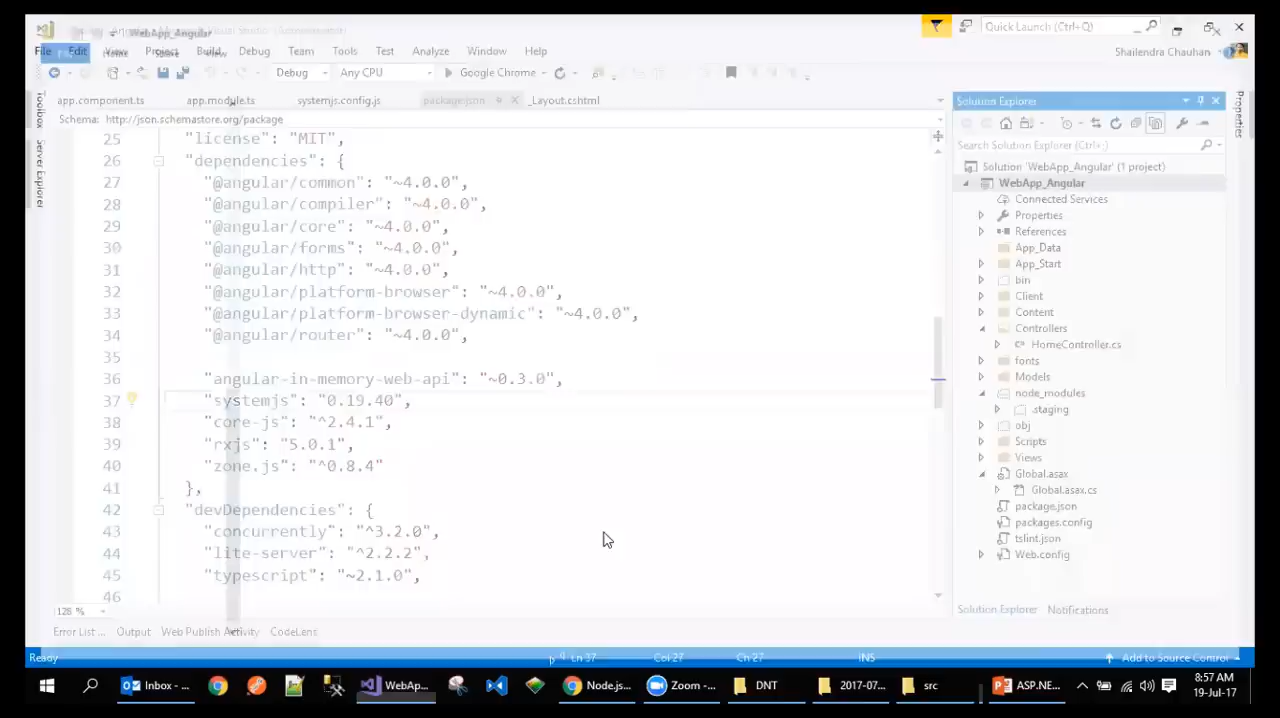 WebApp_Angular
Quick Launch (Ctrl+Q)
File Edit View Project Build Debug Team Tools Test Analyze Window Help
Shailendra Chauhan
Debug Any CPU Google Chrome
app.component.ts app.module.ts systemjs.config.js package.json _Layout.cshtml
Schema: http://json.schemastore.org/package
25 "license": "MIT",
26 "dependencies": {
27 "@angular/common": "~4.0.0",
28 "@angular/compiler": "~4.0.0",
29 "@angular/core": "~4.0.0",
30 "@angular/forms": "~4.0.0",
31 "@angular/http": "~4.0.0",
32 "@angular/platform-browser": "~4.0.0",
33 "@angular/platform-browser-dynamic": "~4.0.0",
34 "@angular/router": "~4.0.0",
35
36 "angular-in-memory-web-api": "~0.3.0",
37 "systemjs": "0.19.40",
38 "core-js": "^2.4.1",
39 "rxjs": "5.0.1",
40 "zone.js": "^0.8.4"
41 },
42 "devDependencies": {
43 "concurrently": "^3.2.0",
44 "lite-server": "^2.2.2",
45 "typescript": "~2.1.0",
46
128 %
Toolbox
Server Explorer
Properties
Solution Explorer
Search Solution Explorer (Ctrl+;)
Solution 'WebApp_Angular' (1 project)
WebApp_Angular
Connected Services
Properties
References
App_Data
App_Start
bin
Client
Content
Controllers
HomeController.cs
fonts
Models
node_modules
.staging
obj
Scripts
Views
Global.asax
Global.asax.cs
package.json
packages.config
tslint.json
Web.config
Solution Explorer Notifications
Error List ... Output Web Publish Activity CodeLens
Ready Ln 37 Col 27 Ch 27 INS Add to Source Control
Inbox - ... WebAp... Node.js... Zoom - ... DNT 2017-07... src ASP.NE...
8:57 AM
19-Jul-17